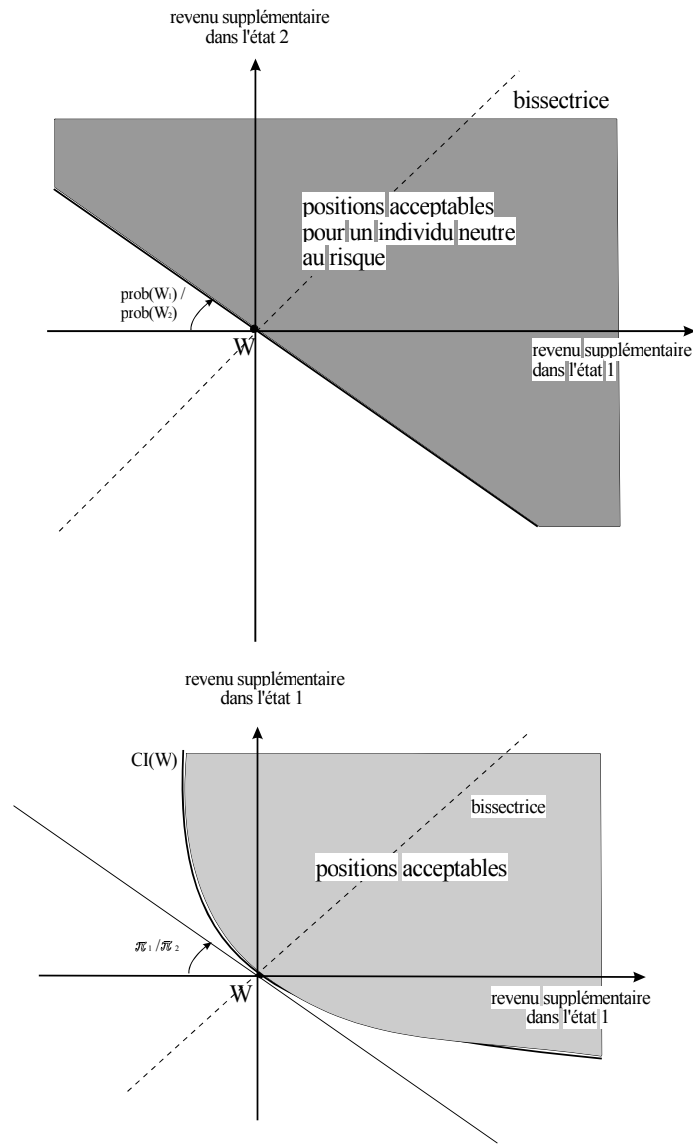 revenu supplémentaire
dans l'état 2
bissectrice
positions acceptables
pour un individu neutre
au risque
prob(W₁) /
prob(W₂)
W
revenu supplémentaire
dans l'état 1
revenu supplémentaire
dans l'état 1
CI(W)
bissectrice
positions acceptables
π₁/π₂
W
revenu supplémentaire
dans l'état 1